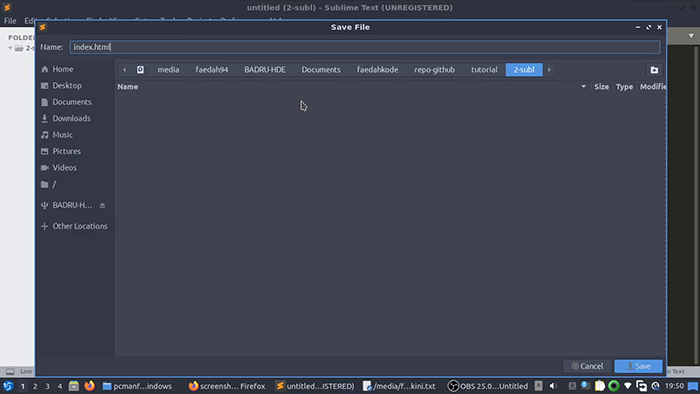 untitled (2-subl) - Sublime Text (UNREGISTERED)
Save File
Name: index.html
File
FOLDER
Home
Desktop
Documents
Downloads
Music
Pictures
Videos
/
BADRU-H...
Other Locations
media faedah94 BADRU-HDE Documents faedahkode repo-github tutorial 2-subl
Name Size Type Modifie
Cancel Save
Line
n Text
1 2 3 4 pcmanf...indows screensh... Firefox untitled...ISTERED) /media/f...kini.txt OBS 25.0...Untitled 19:50